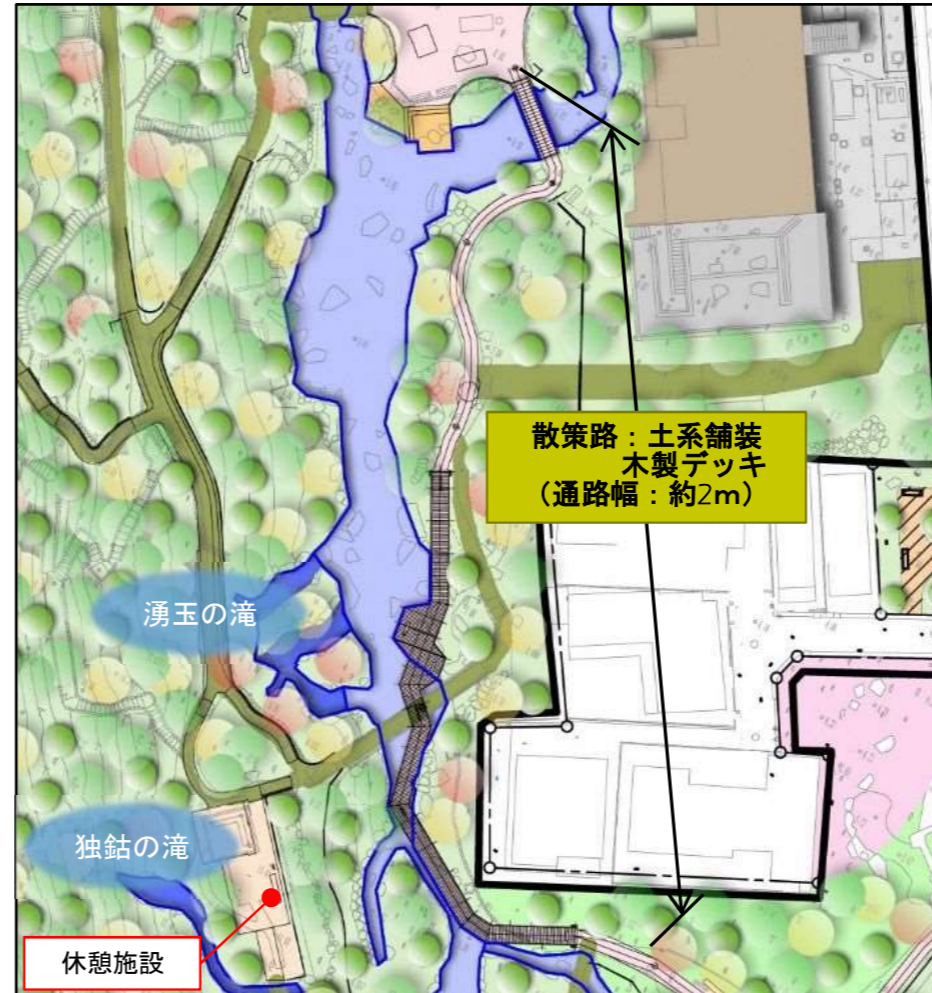 散策路：土系舗装
木製デッキ
（通路幅：約2m）
湧玉の滝
独鈷の滝
休憩施設